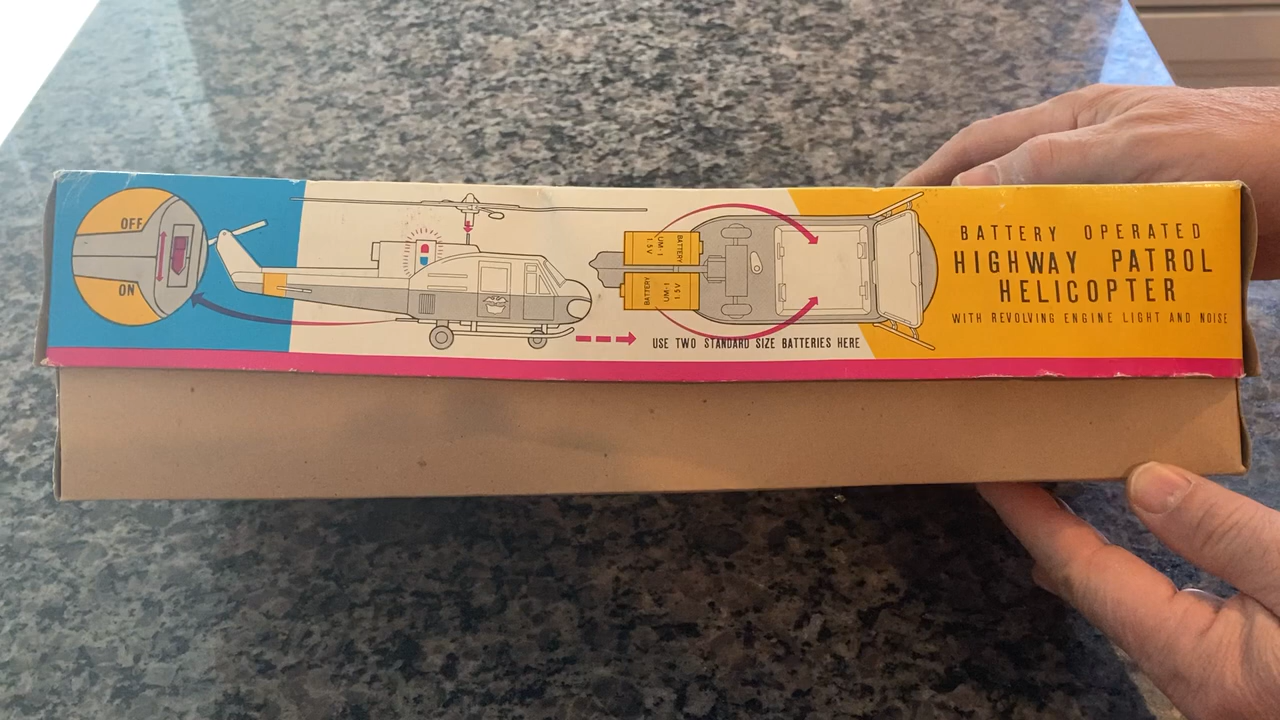 OFF
ON
BATTERY
UM-1
1.5V
BATTERY
UM-1
1.5V
USE TWO STANDARD SIZE BATTERIES HERE
BATTERY OPERATED
HIGHWAY PATROL
HELICOPTER
WITH REVOLVING ENGINE LIGHT AND NOISE